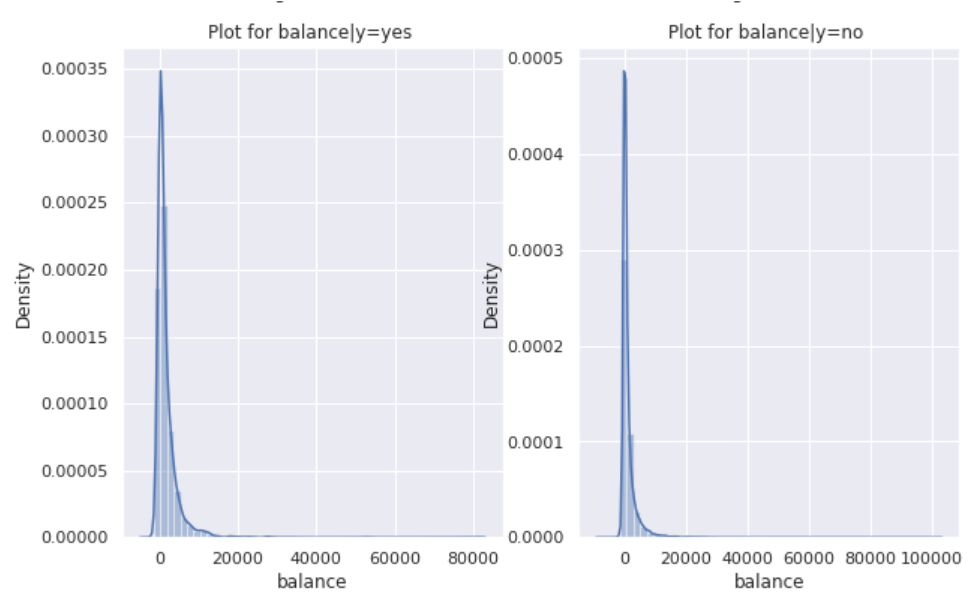 Plot for balance|y=yes
0.00035
0.00030
0.00025
0.00020
0.00015
0.00010
0.00005
0.00000
Density
0 20000 40000 60000 80000
balance
Plot for balance|y=no
0.0005
0.0004
0.0003
0.0002
0.0001
0.0000
Density
0 20000 40000 60000 80000 100000
balance